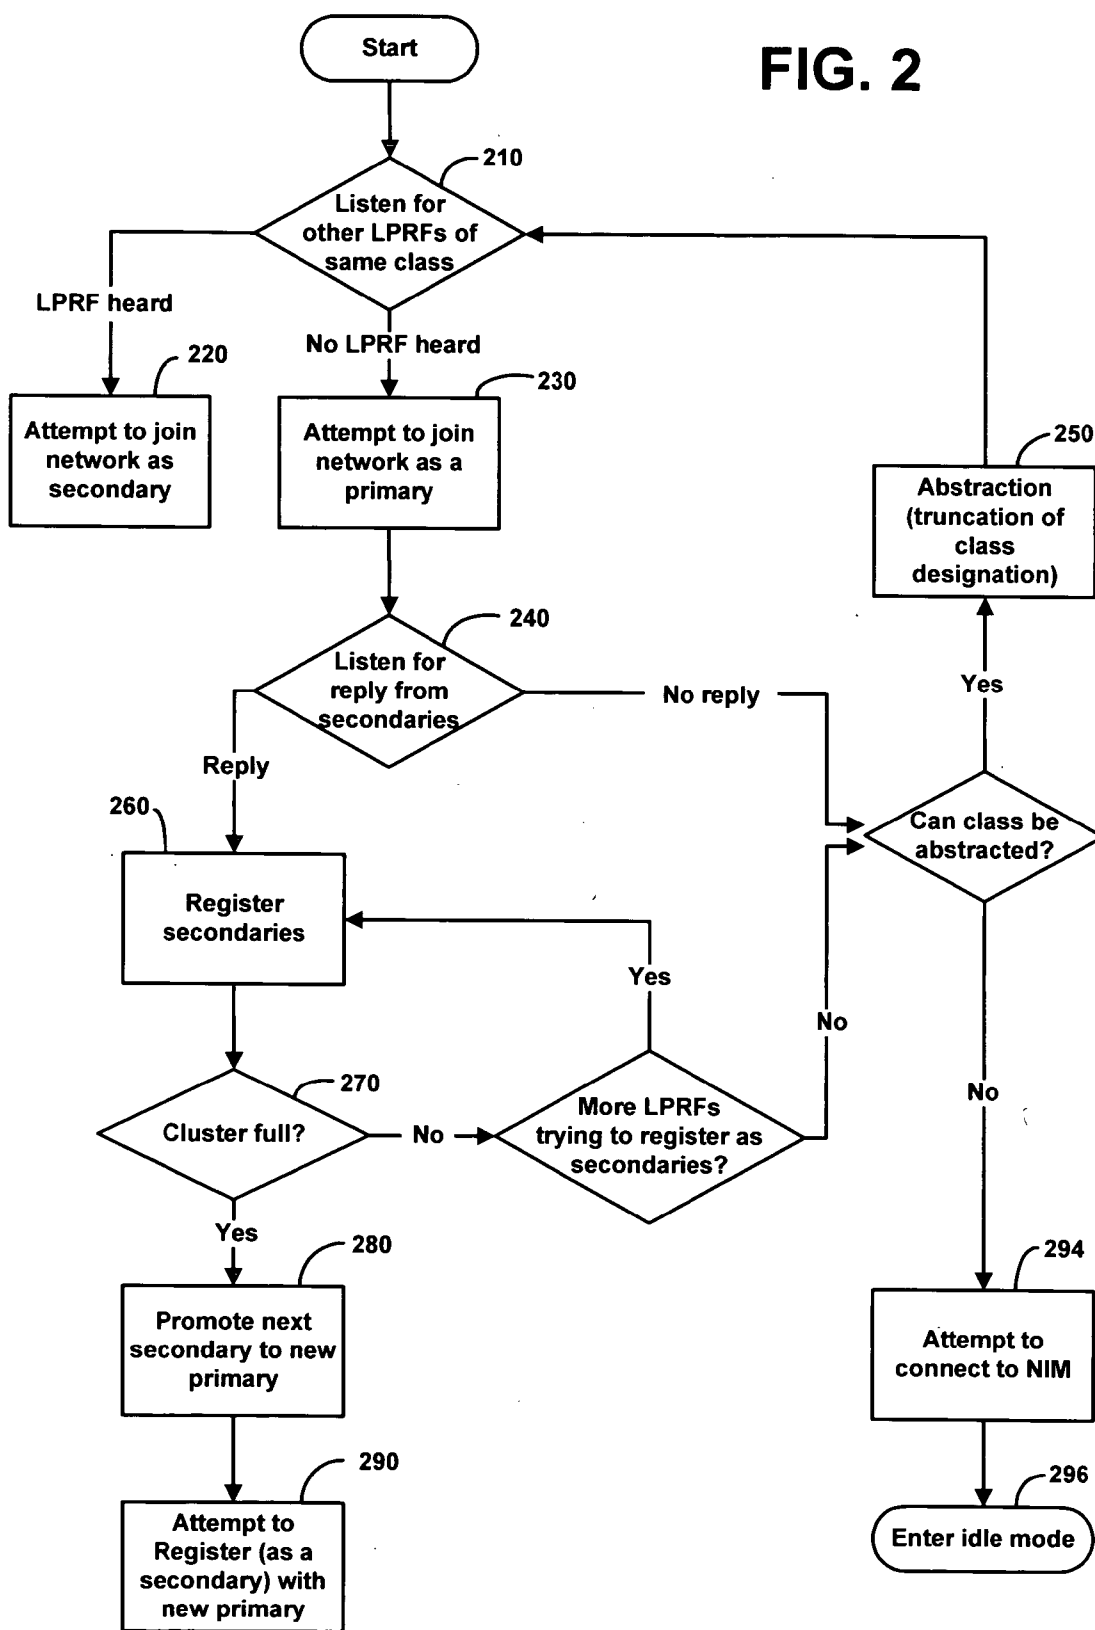 Start
FIG. 2
210
Listen for
other LPRFs of
same class
LPRF heard
No LPRF heard
220
Attempt to join
network as
secondary
230
Attempt to join
network as a
primary
250
Abstraction
(truncation of
class
designation)
240
Listen for
reply from
secondaries
No reply
Yes
Reply
260
Register
secondaries
Can class be
abstracted?
Yes
No
No
270
Cluster full?
No
More LPRFs
trying to register as
secondaries?
Yes
280
Promote next
secondary to new
primary
294
Attempt to
connect to NIM
290
Attempt to
Register (as a
secondary) with
new primary
296
Enter idle mode